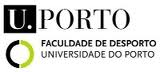 U. PORTO
FACULDADE DE DESPORTO
UNIVERSIDADE DO PORTO